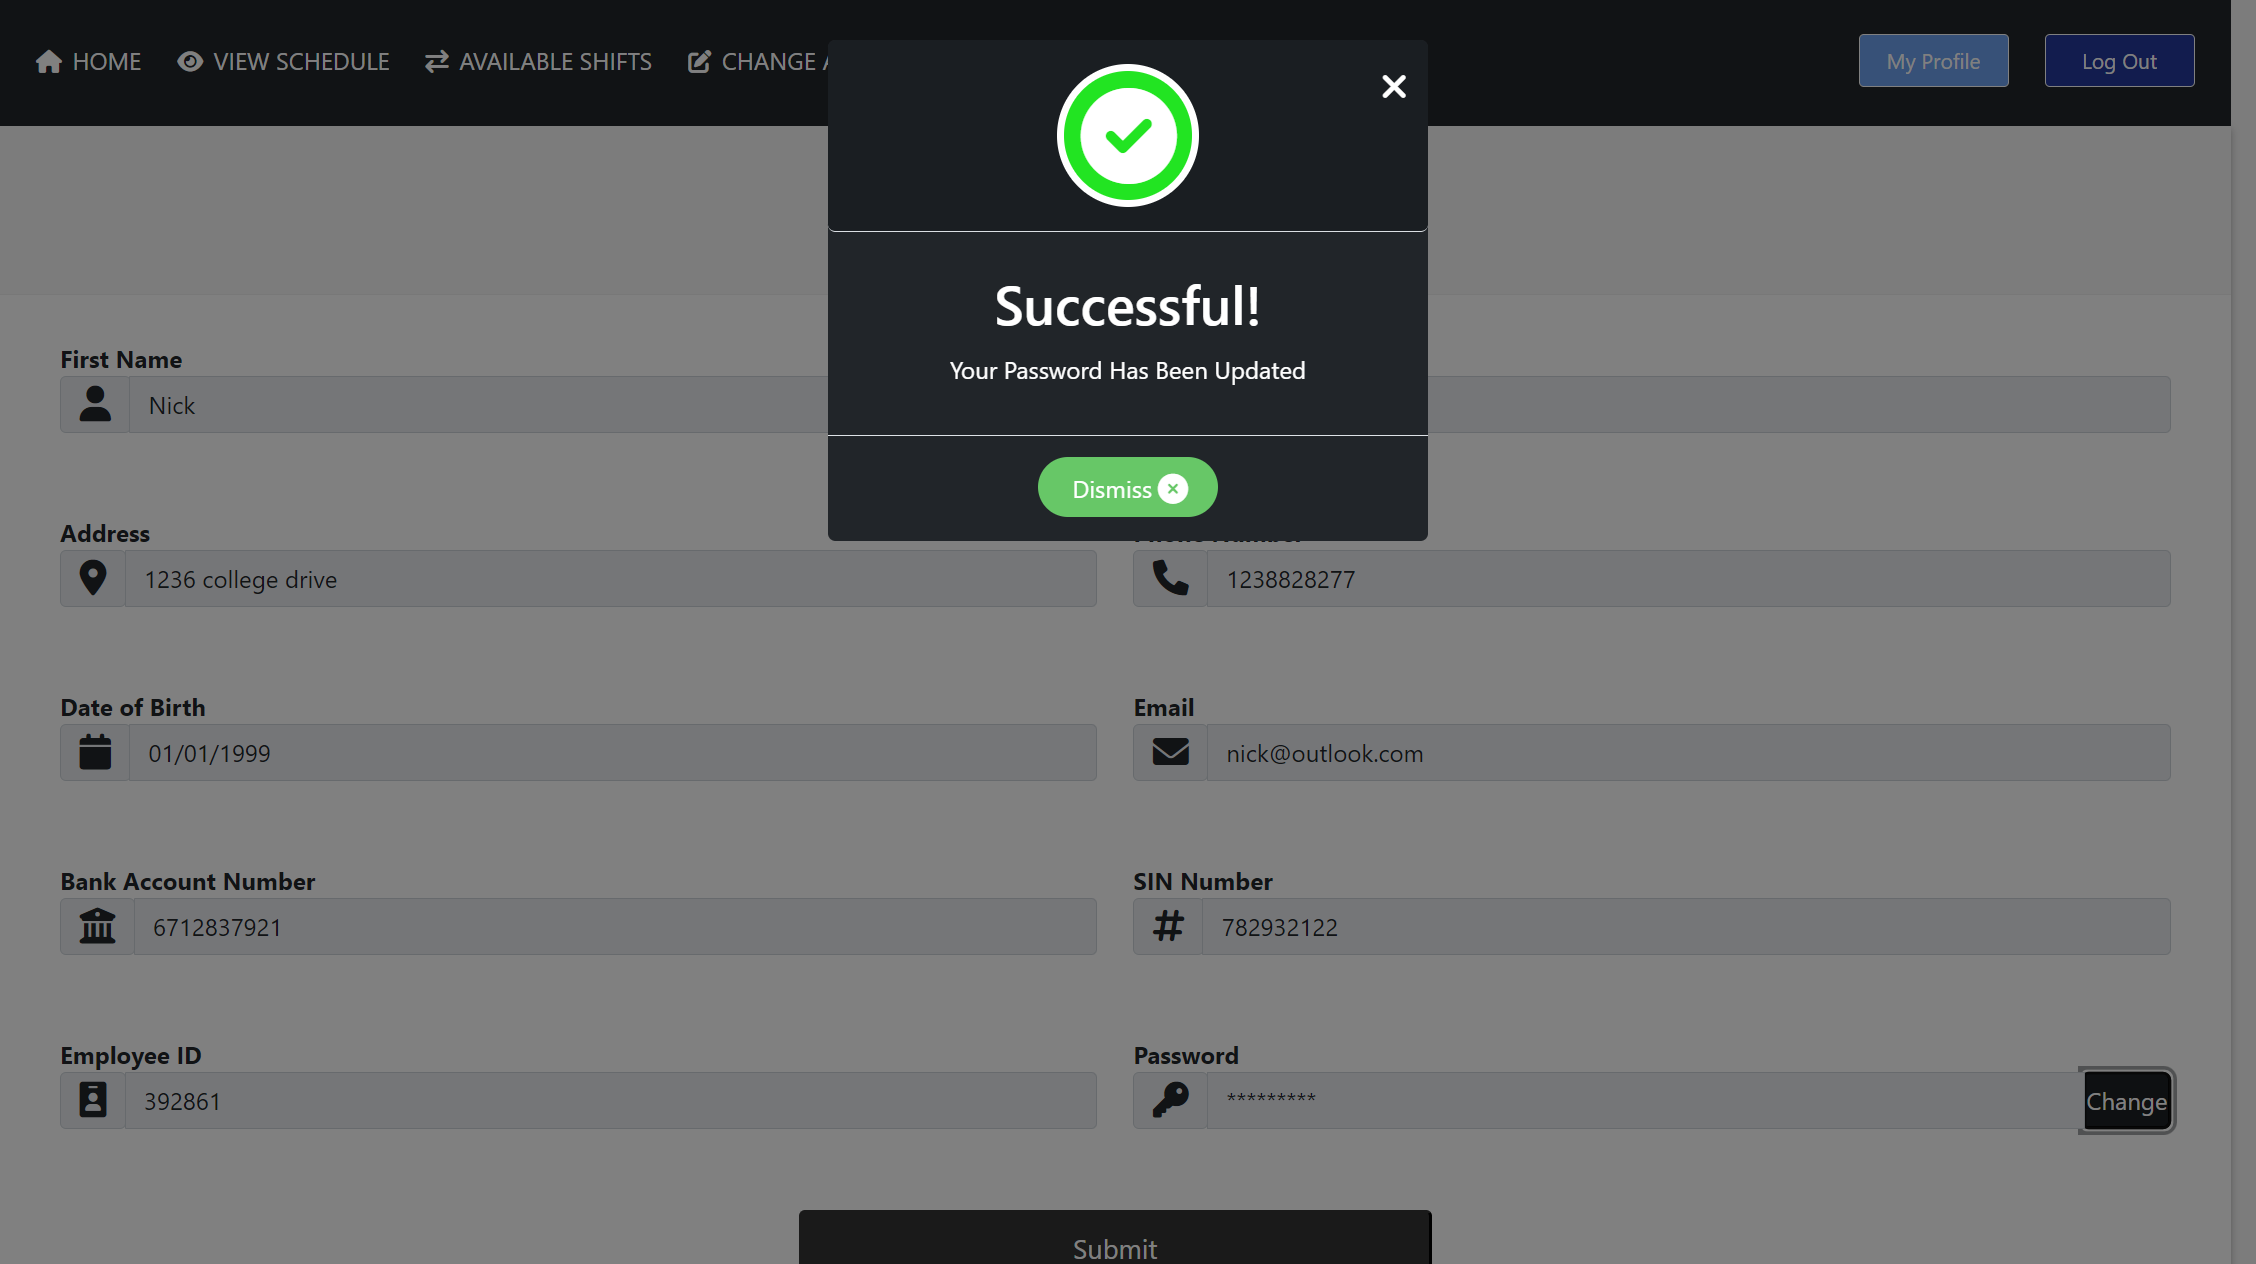 HOME VIEW SCHEDULE AVAILABLE SHIFTS CHANGE My Profile Log Out
Successful!
Your Password Has Been Updated
Dismiss
First Name
Nick
Address
1236 college drive
1238828277
Date of Birth Email
01/01/1999 nick@outlook.com
Bank Account Number SIN Number
6712837921 782932122
Employee ID Password
392861 ********* Change
Submit